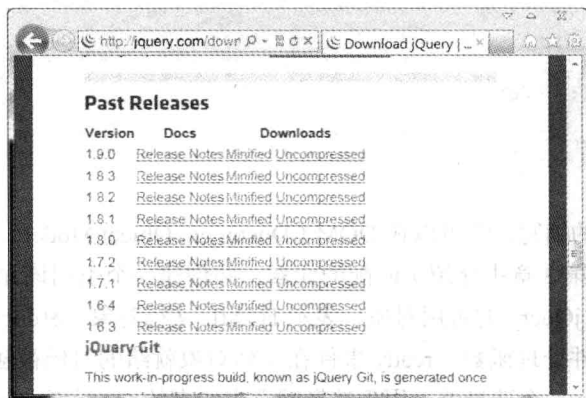 http://jquery.com/down
Download jQuery | ...
Past Releases
Version Docs Downloads
1.9.0 Release Notes Minified Uncompressed
1.8.3 Release Notes Minified Uncompressed
1.8.2 Release Notes Minified Uncompressed
1.8.1 Release Notes Minified Uncompressed
1.8.0 Release Notes Minified Uncompressed
1.7.2 Release Notes Minified Uncompressed
1.7.1 Release Notes Minified Uncompressed
1.6.4 Release Notes Minified Uncompressed
1.6.3 Release Notes Minified Uncompressed
jQuery Git
This work-in-progress build, known as jQuery Git, is generated once